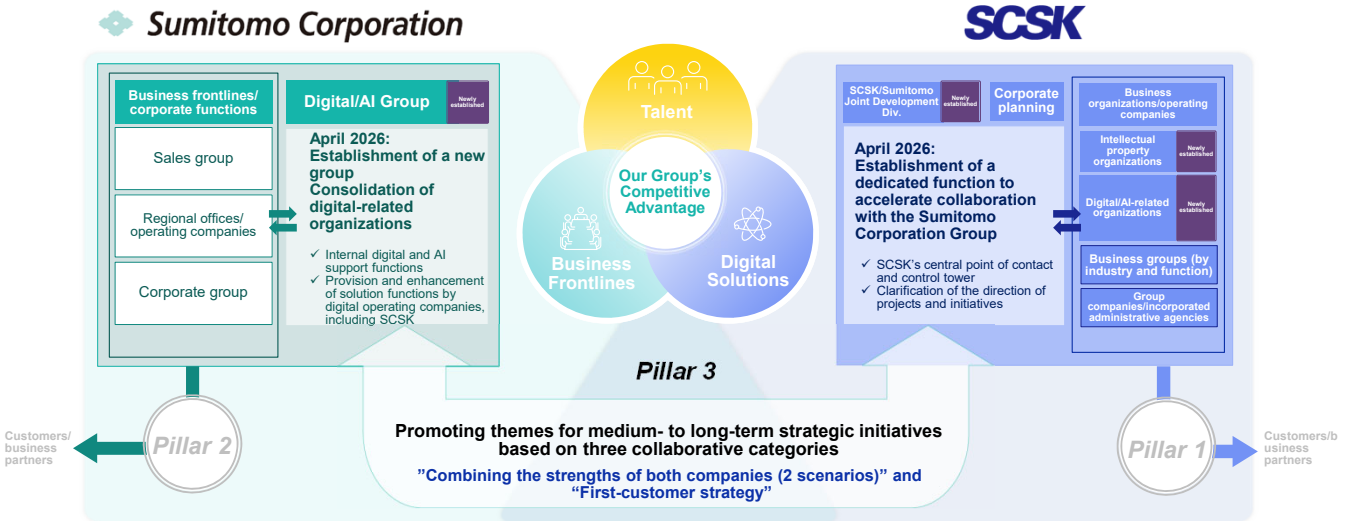 Sumitomo Corporation
SCSK
Business frontlines/
corporate functions
Sales group
Regional offices/
operating companies
Corporate group
Digital/AI Group
Newly
established
April 2026:
Establishment of a new
group
Consolidation of
digital-related
organizations
✓ Internal digital and AI
support functions
✓ Provision and enhancement
of solution functions by
digital operating companies,
including SCSK
Talent
Our Group's
Competitive
Advantage
Business
Frontlines
Digital
Solutions
SCSK/Sumitomo
Joint Development
Div.
Newly
established
Corporate
planning
April 2026:
Establishment of a
dedicated function to
accelerate collaboration
with the Sumitomo
Corporation Group
✓ SCSK's central point of contact
and control tower
✓ Clarification of the direction of
projects and initiatives
Business
organizations/operating
companies
Intellectual
property
organizations
Newly
established
Digital/AI-related
organizations
Newly
established
Business groups (by
industry and function)
Group
companies/incorporated
administrative agencies
Pillar 3
Customers/
business
partners
Pillar 2
Promoting themes for medium- to long-term strategic initiatives
based on three collaborative categories
”Combining the strengths of both companies (2 scenarios)” and
“First-customer strategy”
Pillar 1
Customers/b
usiness
partners